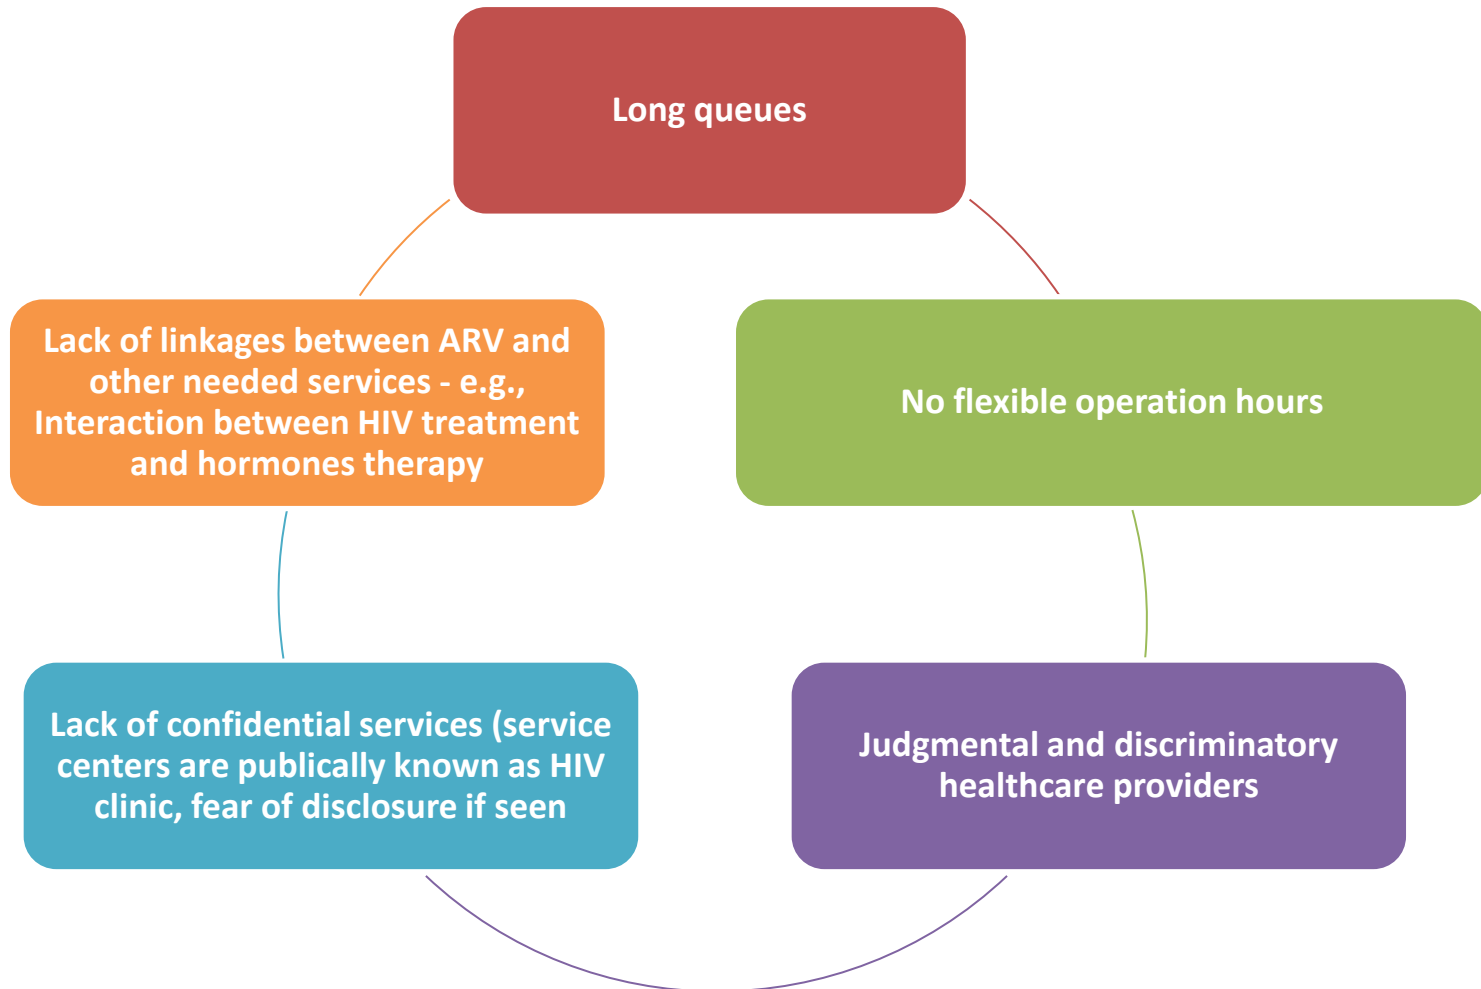 Long queues
Lack of linkages between ARV and
other needed services - e.g.,
Interaction between HIV treatment
and hormones therapy
No flexible operation hours
Lack of confidential services (service
centers are publically known as HIV
clinic, fear of disclosure if seen
Judgmental and discriminatory
healthcare providers